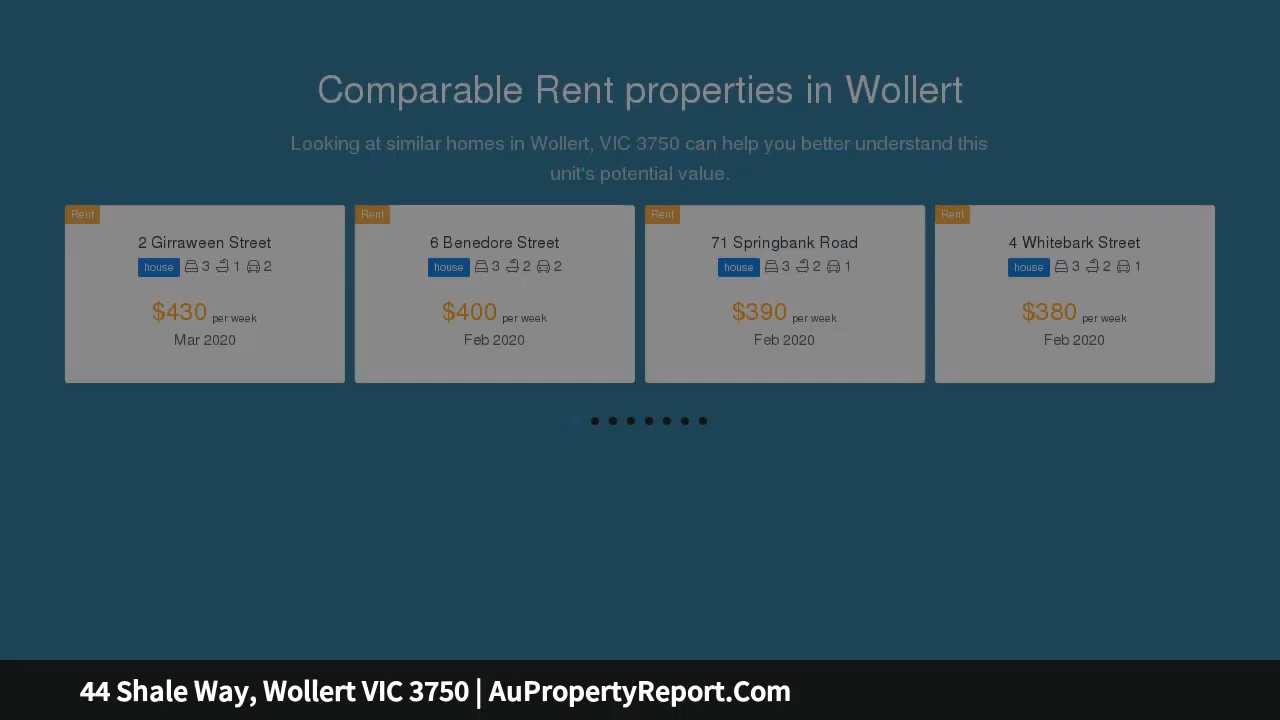 Comparable Rent properties in Wollert
Looking at similar homes in Wollert, VIC 3750 can help you better understand this
unit's potential value.
Rent
2 Girraween Street
house 3 1 2
$430 per week
Mar 2020
Rent
6 Benedore Street
house 3 2 2
$400 per week
Feb 2020
Rent
71 Springbank Road
house 3 2 1
$390 per week
Feb 2020
Rent
4 Whitebark Street
house 3 2 1
$380 per week
Feb 2020
44 Shale Way, Wollert VIC 3750 | AuPropertyReport.Com